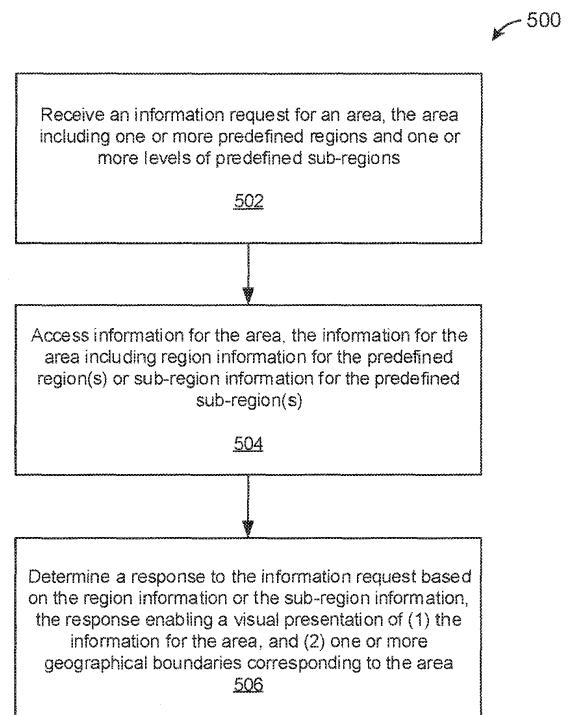 500
Receive an information request for an area, the area
including one or more predefined regions and one or
more levels of predefined sub-regions
502
Access information for the area, the information for the
area including region information for the predefined
region(s) or sub-region information for the predefined
sub-region(s)
504
Determine a response to the information request based
on the region information or the sub-region information,
the response enabling a visual presentation of (1) the
information for the area, and (2) one or more
geographical boundaries corresponding to the area
506